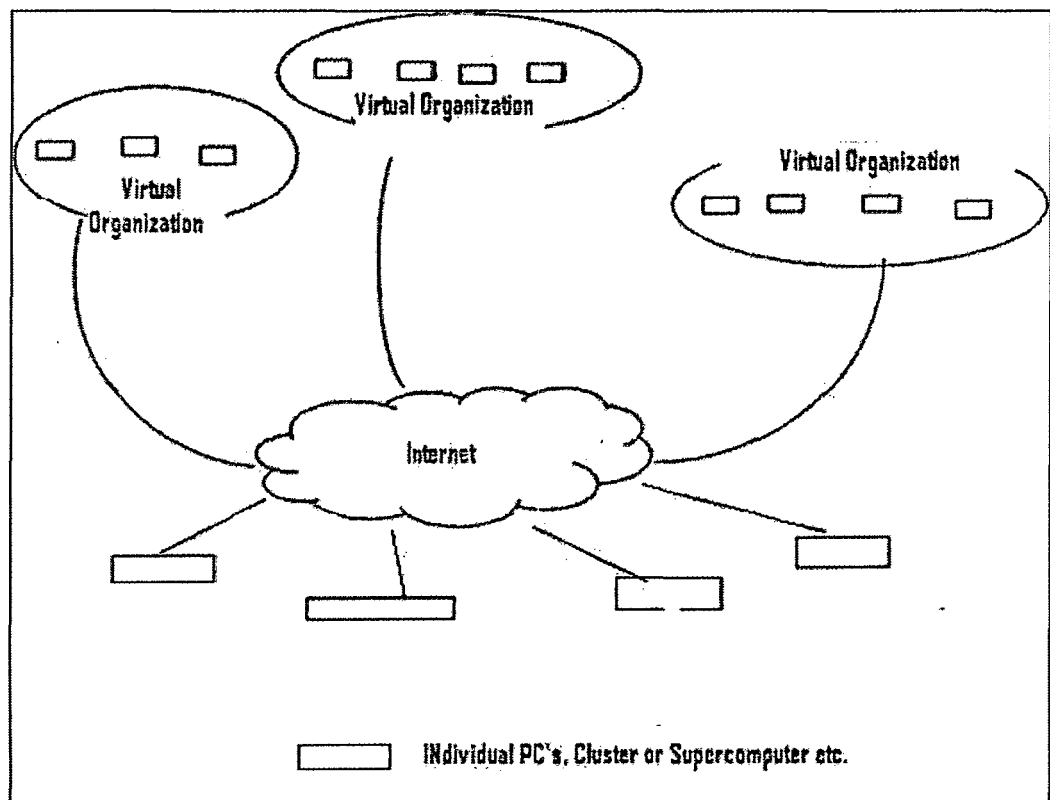 Virtual Organization
Virtual
Organization
Virtual Organization
Internet
INdividual PC's, Cluster or Supercomputer etc.